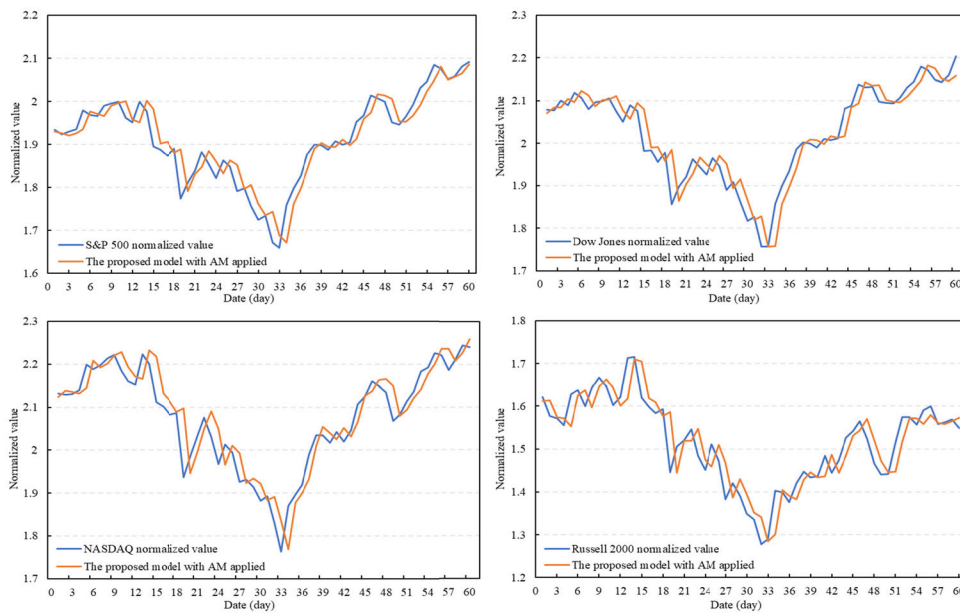 2.2
2.1
2
1.9
1.8
1.7
1.6
Normalized value
S&P 500 normalized value
The proposed model with AM applied
0 3 6 9 12 15 18 21 24 27 30 33 36 39 42 45 48 51 54 57 60
Date (day)
2.3
2.2
2.1
2
1.9
1.8
1.7
Normalized value
Dow Jones normalized value
The proposed model with AM applied
0 3 6 9 12 15 18 21 24 27 30 33 36 39 42 45 48 51 54 57 60
Date (day)
2.3
2.2
2.1
2
1.9
1.8
1.7
Normalized value
NASDAQ normalized value
The proposed model with AM applied
0 3 6 9 12 15 18 21 24 27 30 33 36 39 42 45 48 51 54 57 60
Date (day)
1.8
1.7
1.6
1.5
1.4
1.3
1.2
Normalized value
Russell 2000 normalized value
The proposed model with AM applied
0 3 6 9 12 15 18 21 24 27 30 33 36 39 42 45 48 51 54 57 60
Date (day)